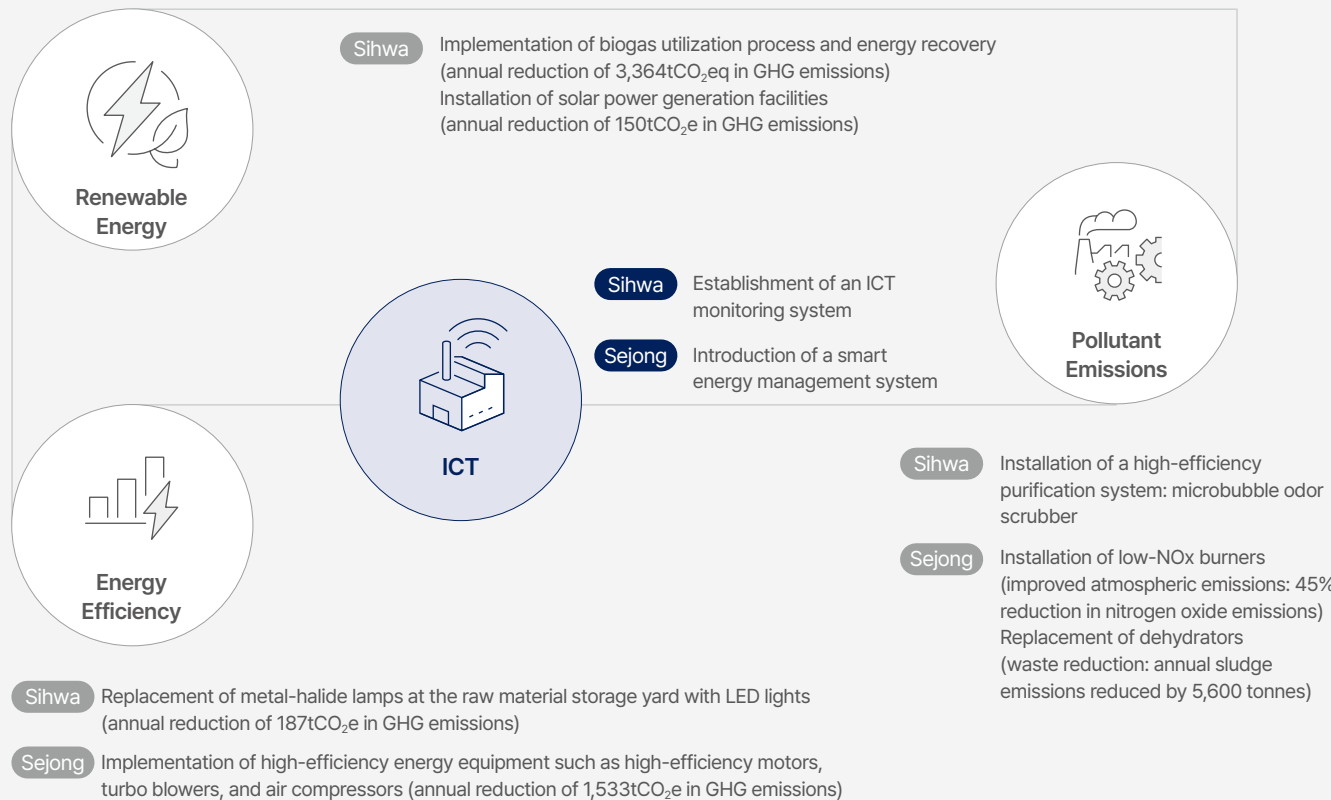 Renewable
Energy
Sihwa
Implementation of biogas utilization process and energy recovery
(annual reduction of 3,364tCO₂eq in GHG emissions)
Installation of solar power generation facilities
(annual reduction of 150tCO₂e in GHG emissions)
ICT
Sihwa
Establishment of an ICT
monitoring system
Sejong
Introduction of a smart
energy management system
Pollutant
Emissions
Sihwa
Installation of a high-efficiency
purification system: microbubble odor
scrubber
Sejong
Installation of low-NOx burners
(improved atmospheric emissions: 45%
reduction in nitrogen oxide emissions)
Replacement of dehydrators
(waste reduction: annual sludge
emissions reduced by 5,600 tonnes)
Energy
Efficiency
Sihwa
Replacement of metal-halide lamps at the raw material storage yard with LED lights
(annual reduction of 187tCO₂e in GHG emissions)
Sejong
Implementation of high-efficiency energy equipment such as high-efficiency motors,
turbo blowers, and air compressors (annual reduction of 1,533tCO₂e in GHG emissions)